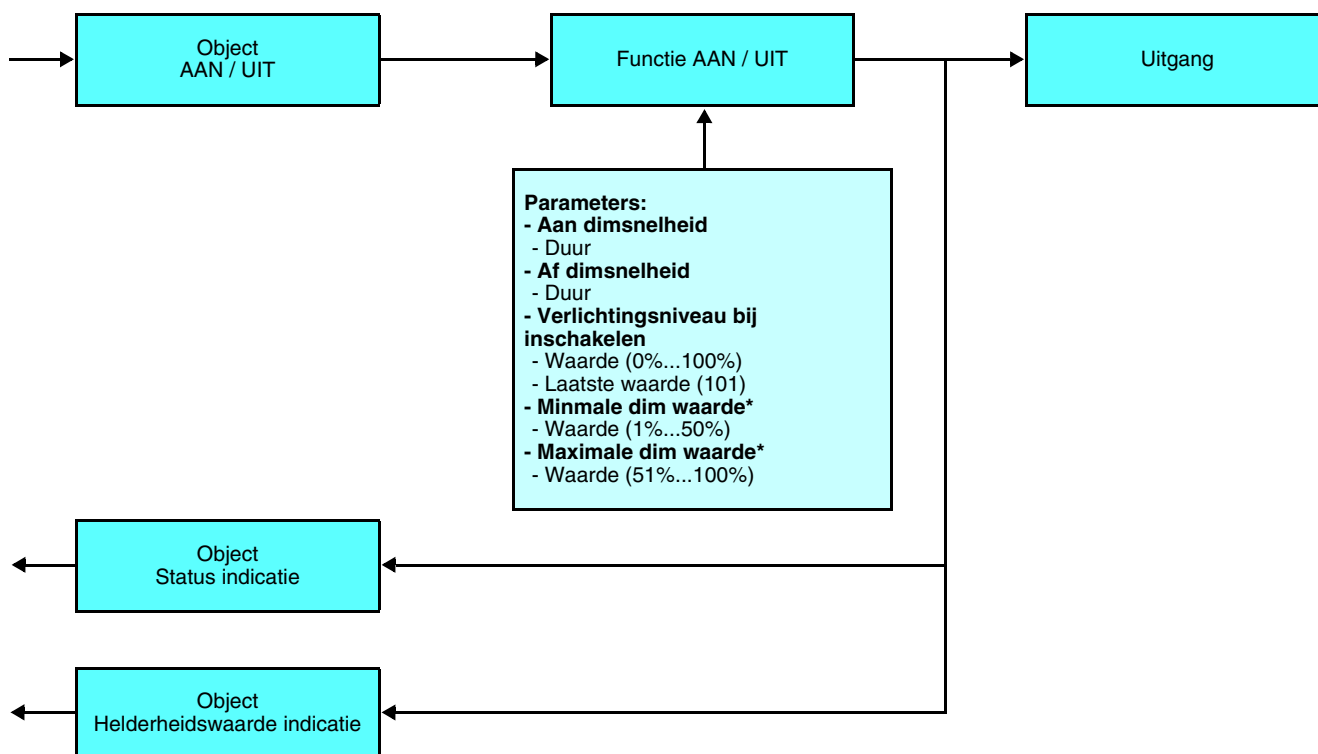 Object
AAN / UIT
Functie AAN / UIT
Uitgang
Parameters:
- Aan dimsnelheid
- Duur
- Af dimsnelheid
- Duur
- Verlichtingsniveau bij
inschakelen
- Waarde (0%...100%)
- Laatste waarde (101)
- Minmale dim waarde*
- Waarde (1%...50%)
- Maximale dim waarde*
- Waarde (51%...100%)
Object
Status indicatie
Object
Helderheidswaarde indicatie